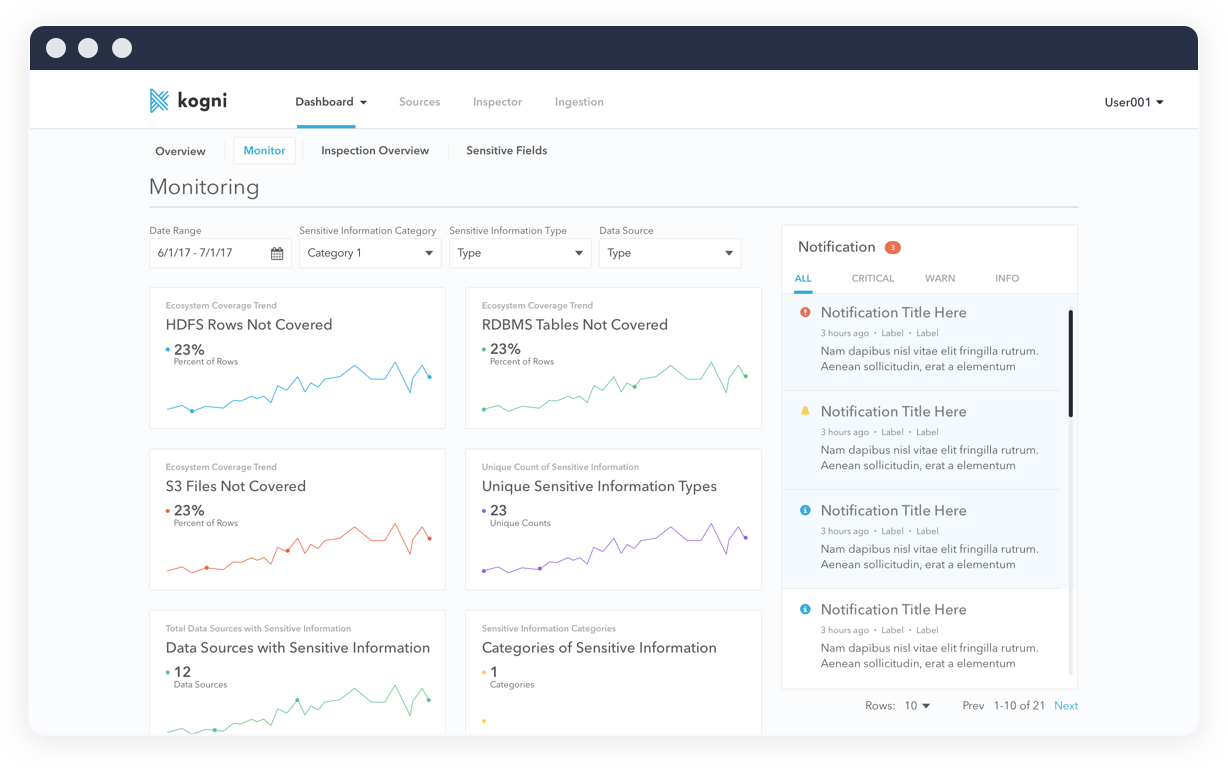 kogni
Dashboard Sources Inspector Ingestion User001
Overview Monitor Inspection Overview Sensitive Fields
Monitoring
Date Range Sensitive Information Category Sensitive Information Type Data Source
6/1/17 - 7/1/17 Category 1 Type Type
Ecosystem Coverage Trend
HDFS Rows Not Covered
23%
Percent of Rows
Ecosystem Coverage Trend
RDBMS Tables Not Covered
23%
Percent of Rows
Ecosystem Coverage Trend
S3 Files Not Covered
23%
Percent of Rows
Unique Count of Sensitive Information
Unique Sensitive Information Types
23
Unique Counts
Total Data Sources with Sensitive Information
Data Sources with Sensitive Information
12
Data Sources
Sensitive Information Categories
Categories of Sensitive Information
1
Categories
Notification 3
ALL CRITICAL WARN INFO
Notification Title Here
3 hours ago · Label · Label
Nam dapibus nisl vitae elit fringilla rutrum.
Aenean sollicitudin, erat a elementum
Notification Title Here
3 hours ago · Label · Label
Nam dapibus nisl vitae elit fringilla rutrum.
Aenean sollicitudin, erat a elementum
Notification Title Here
3 hours ago · Label · Label
Nam dapibus nisl vitae elit fringilla rutrum.
Aenean sollicitudin, erat a elementum
Notification Title Here
3 hours ago · Label · Label
Nam dapibus nisl vitae elit fringilla rutrum.
Aenean sollicitudin, erat a elementum
Rows: 10 Prev 1-10 of 21 Next